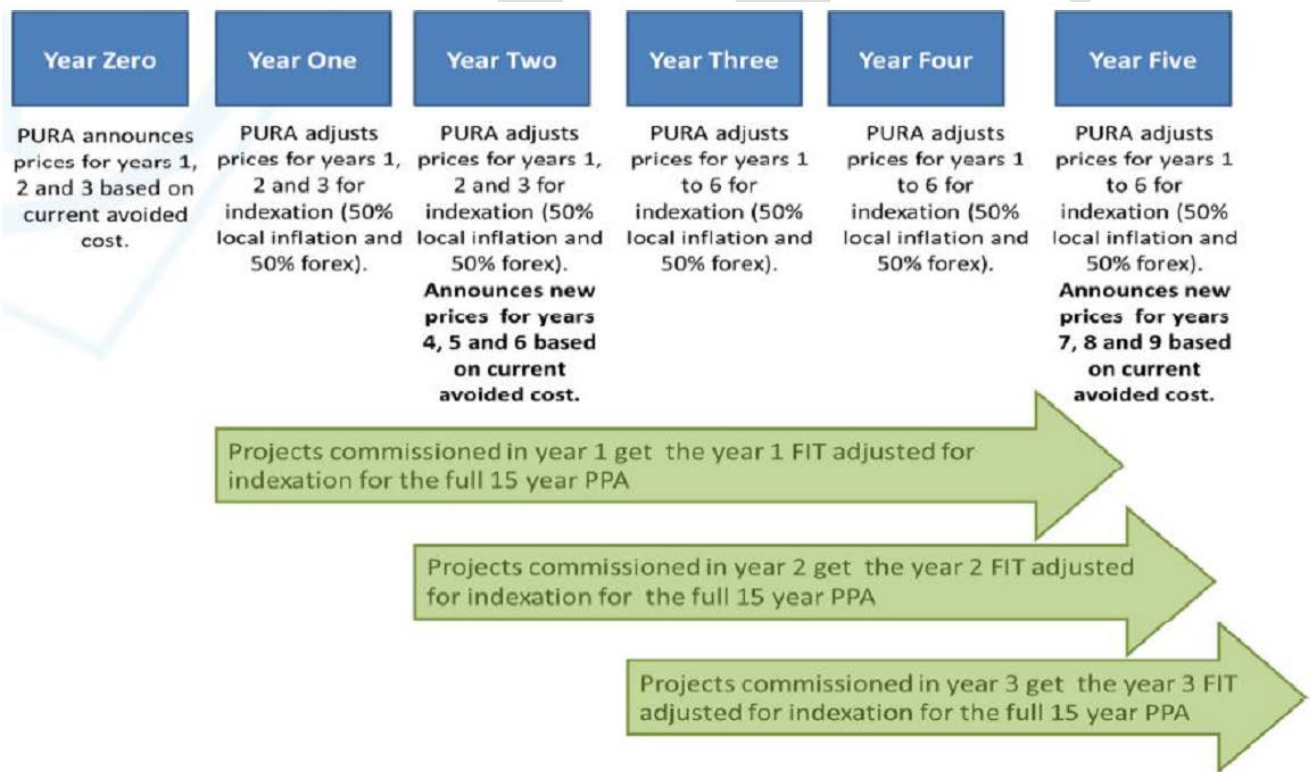 Year Zero
Year One
Year Two
Year Three
Year Four
Year Five
PURA announces
prices for years 1,
2 and 3 based on
current avoided
cost.
PURA adjusts
prices for years 1,
2 and 3 for
indexation (50%
local inflation and
50% forex).
PURA adjusts
prices for years 1,
2 and 3 for
indexation (50%
local inflation and
50% forex).
Announces new
prices for years
4, 5 and 6 based
on current
avoided cost.
PURA adjusts
prices for years 1
to 6 for
indexation (50%
local inflation and
50% forex).
PURA adjusts
prices for years 1
to 6 for
indexation (50%
local inflation and
50% forex).
PURA adjusts
prices for years 1
to 6 for
indexation (50%
local inflation and
50% forex).
Announces new
prices for years
7, 8 and 9 based
on current
avoided cost.
Projects commissioned in year 1 get the year 1 FIT adjusted for
indexation for the full 15 year PPA
Projects commissioned in year 2 get the year 2 FIT adjusted
for indexation for the full 15 year PPA
Projects commissioned in year 3 get the year 3 FIT
adjusted for indexation for the full 15 year PPA